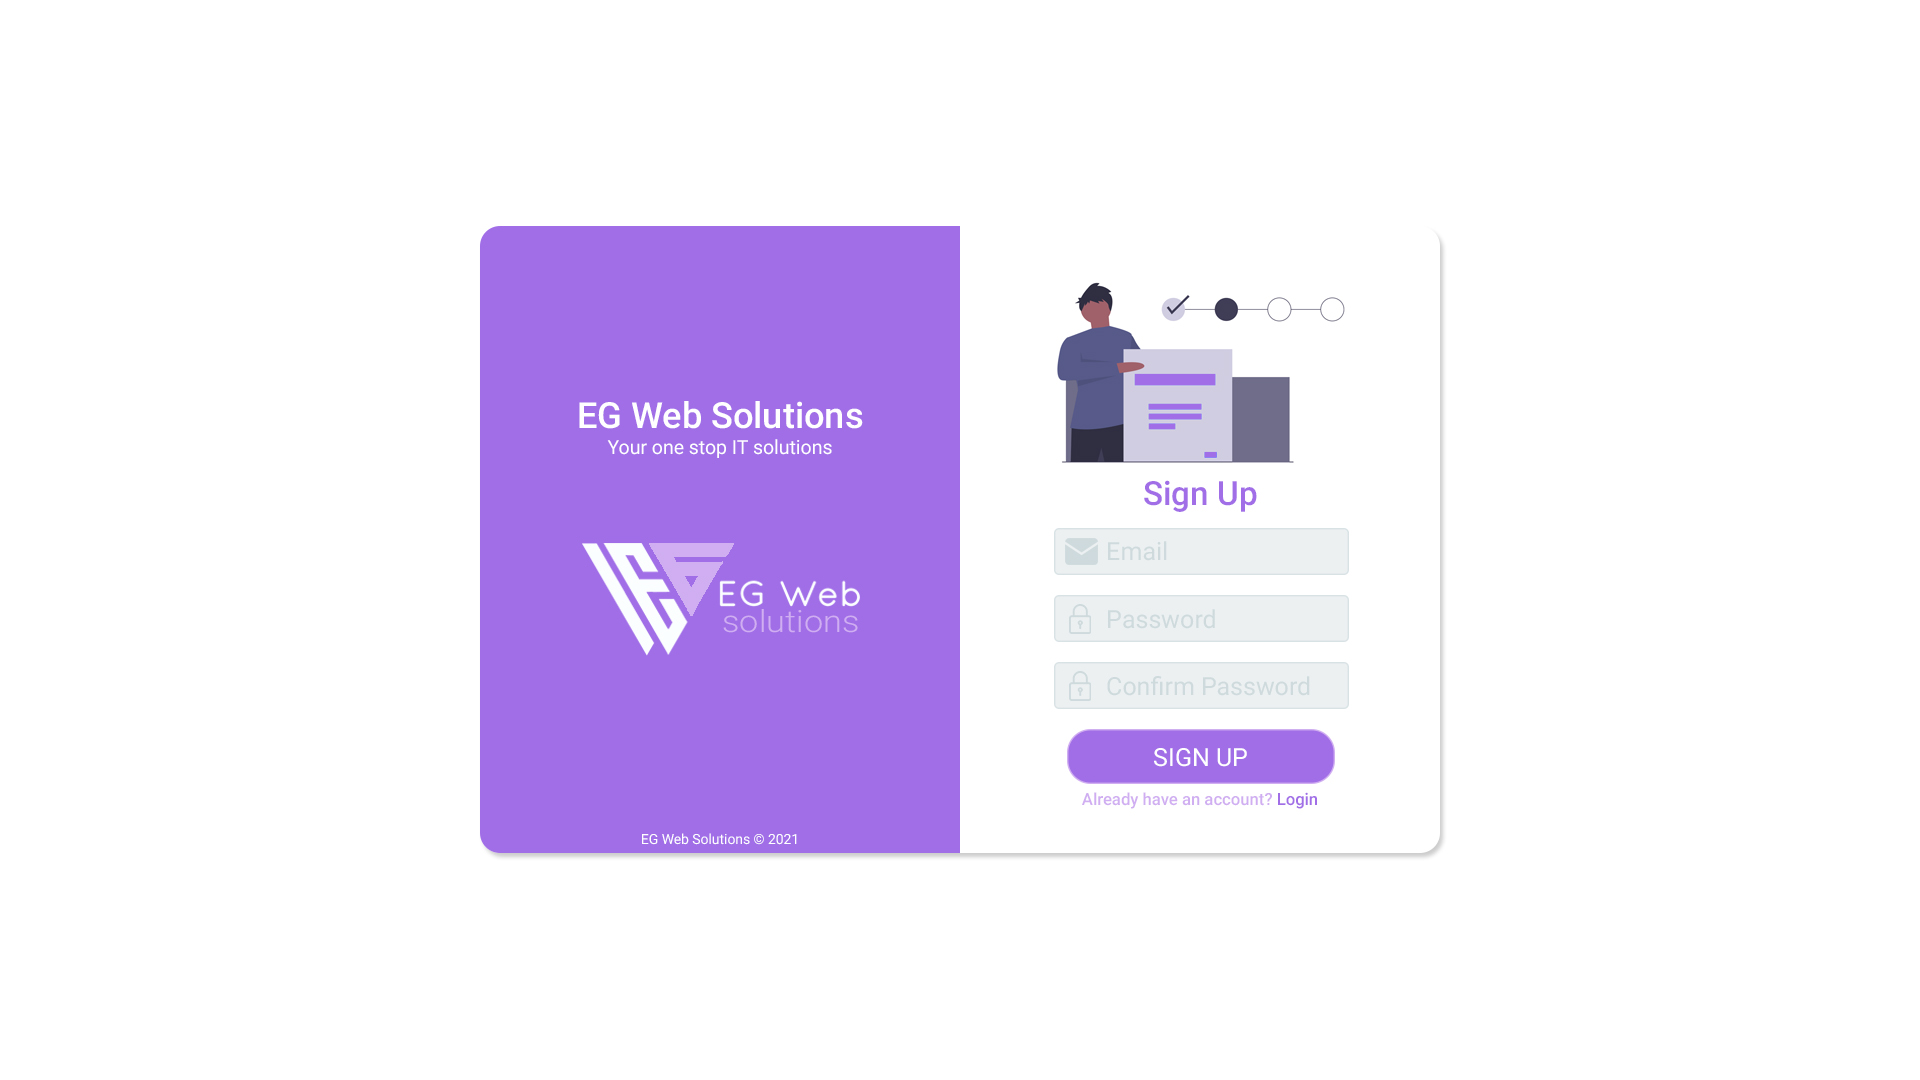 EG Web Solutions
Your one stop IT solutions
EG Web
solutions
EG Web Solutions © 2021
Sign Up
Email
Password
Confirm Password
SIGN UP
Already have an account? Login